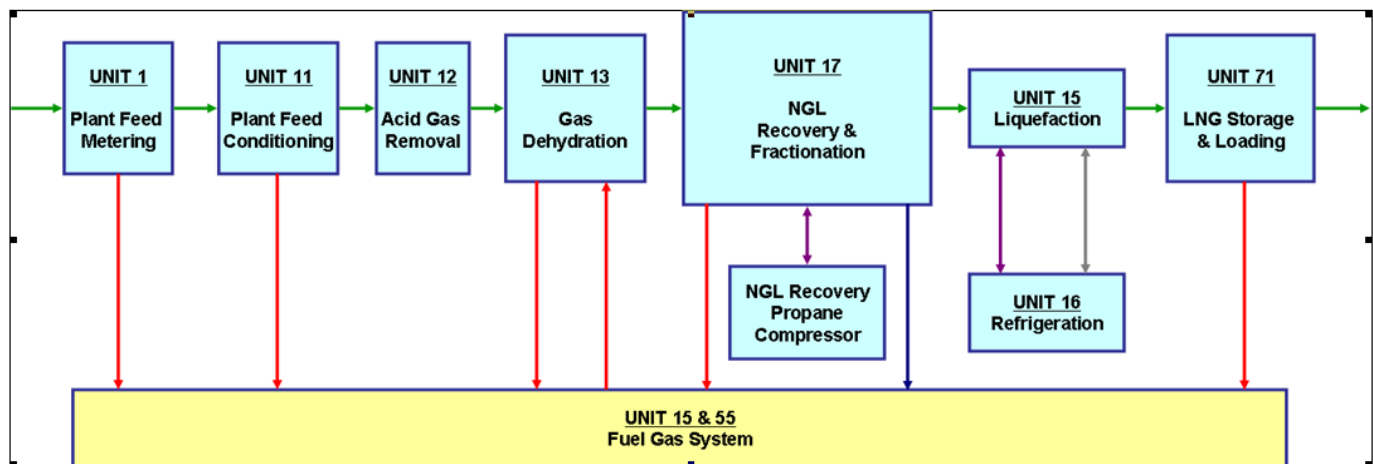 UNIT 1
Plant Feed
Metering
UNIT 11
Plant Feed
Conditioning
UNIT 12
Acid Gas
Removal
UNIT 13
Gas
Dehydration
UNIT 17
NGL
Recovery &
Fractionation
UNIT 15
Liquefaction
UNIT 71
LNG Storage
& Loading
NGL Recovery
Propane
Compressor
UNIT 16
Refrigeration
UNIT 15 & 55
Fuel Gas System